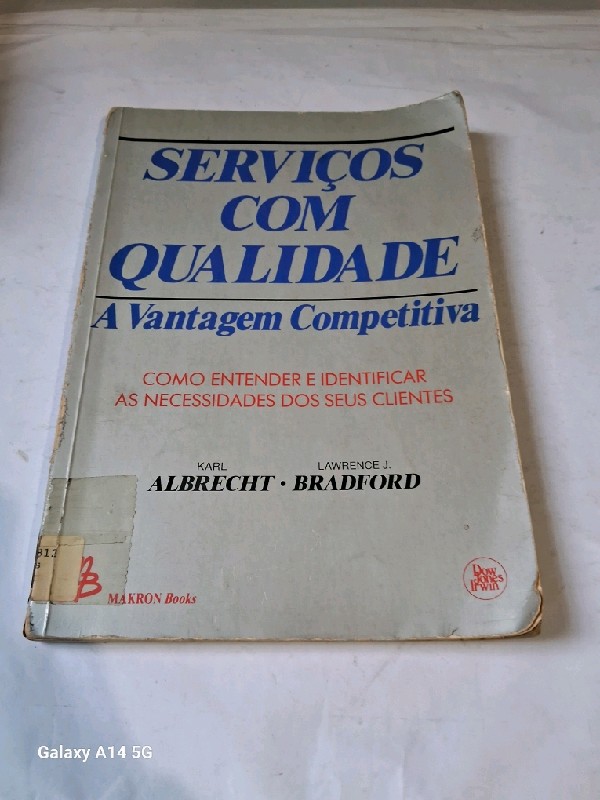 SERVIÇOS
COM
QUALIDADE
A Vantagem Competitiva
COMO ENTENDER E IDENTIFICAR
AS NECESSIDADES DOS SEUS CLIENTES
KARL LAWRENCE J.
ALBRECHT · BRADFORD
B
MAKRON Books
Dow
Jones
Irwin
Galaxy A14 5G